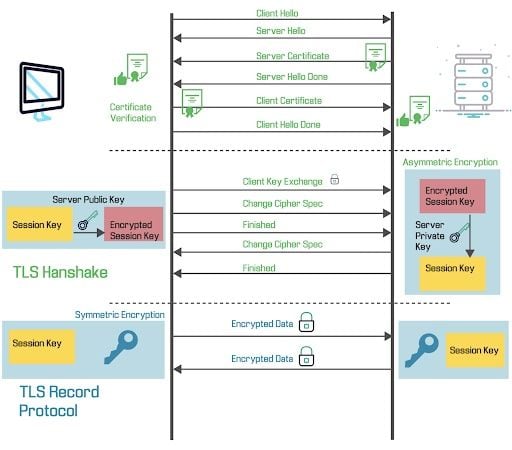 Client Hello
Server Hello
Server Certificate
Server Hello Done
Certificate
Verification
Client Certificate
Client Hello Done
Asymmetric Encryption
Server Public Key
Session Key
Encrypted
Session Key
Client Key Exchange
Change Cipher Spec
Finished
Change Cipher Spec
Finished
Encrypted
Session Key
Server
Private
Key
Session Key
TLS Hanshake
Symmetric Encryption
Session Key
Encrypted Data
Encrypted Data
Session Key
TLS Record
Protocol